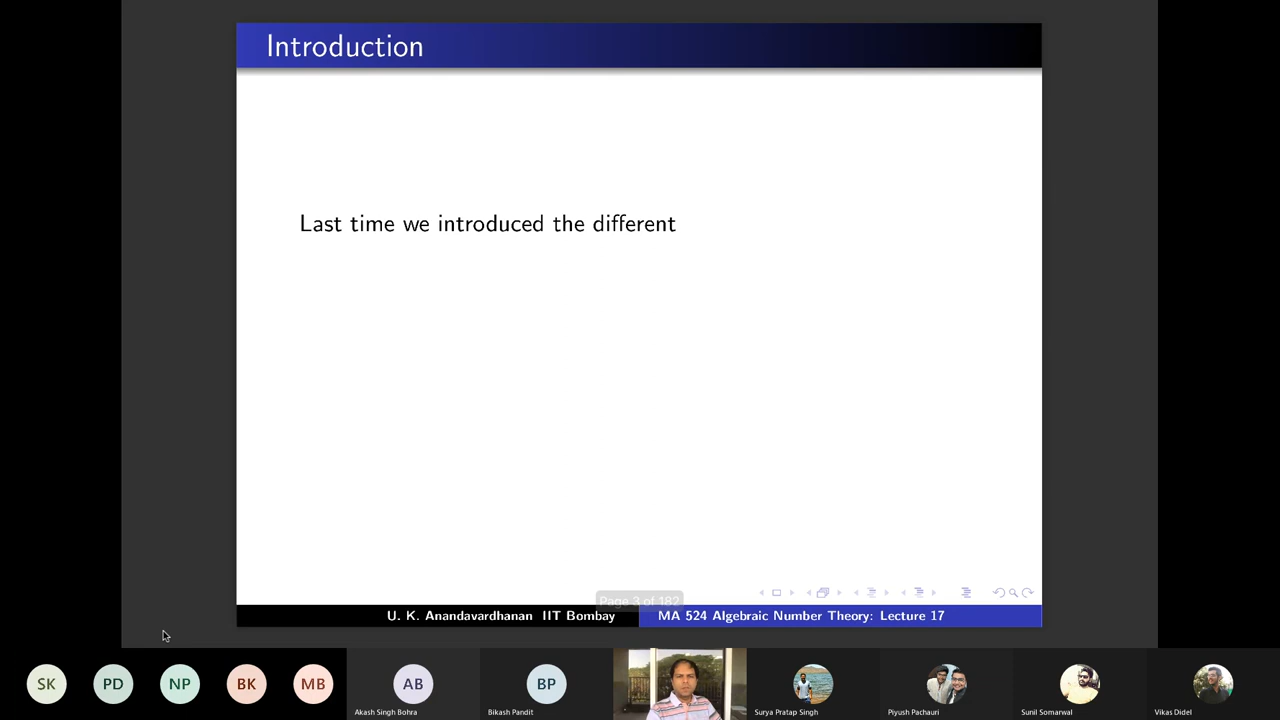 Introduction
Last time we introduced the different
Page 3 of 182
U. K. Anandavardhanan IIT Bombay
MA 524 Algebraic Number Theory: Lecture 17
SK
PD
NP
BK
MB
AB
BP
Akash Singh Bohra
Bikash Pandit
Surya Pratap Singh
Piyush Pachauri
Sunil Somarwal
Vikas Didel